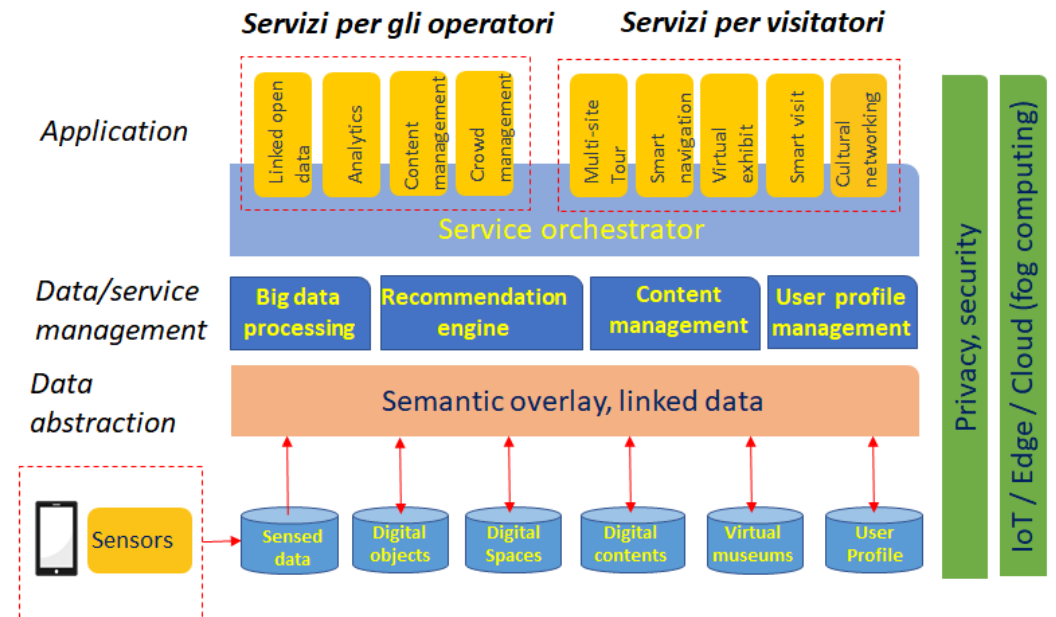 Servizi per gli operatori
Servizi per visitatori
Application
Linked open
data
Analytics
Content
management
Crowd
management
Multi-site
Tour
Smart
navigation
Virtual
exhibit
Smart visit
Cultural
networking
Service orchestrator
Data/service
management
Big data
processing
Recommendation
engine
Content
management
User profile
management
Data
abstraction
Semantic overlay, linked data
Sensors
Sensed
data
Digital
objects
Digital
Spaces
Digital
contents
Virtual
museums
User
Profile
Privacy, security
IoT / Edge / Cloud (fog computing)